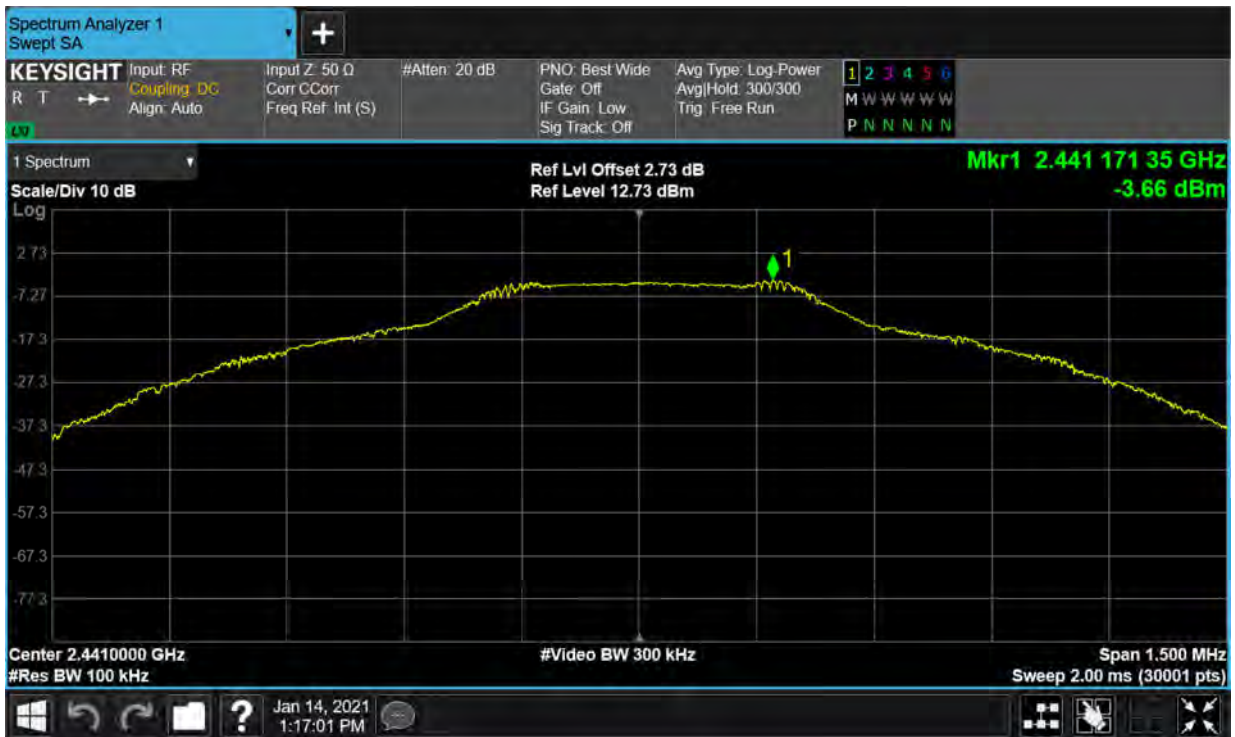 Spectrum Analyzer 1
Swept SA
+
KEYSIGHT
R T
LXI
Input: RF
Coupling: DC
Align: Auto
Input Z: 50 Ω
Corr CCorr
Freq Ref: Int (S)
#Atten: 20 dB
PNO: Best Wide
Gate: Off
IF Gain: Low
Sig Track: Off
Avg Type: Log-Power
Avg|Hold: 300/300
Trig: Free Run
1 2 3 4 5 6
M W W W W W
P N N N N N
1 Spectrum
Scale/Div 10 dB
Log
Ref Lvl Offset 2.73 dB
Ref Level 12.73 dBm
Mkr1 2.441 171 35 GHz
-3.66 dBm
1
2.73
-7.27
-17.3
-27.3
-37.3
-47.3
-57.3
-67.3
-77.3
Center 2.4410000 GHz
#Res BW 100 kHz
#Video BW 300 kHz
Span 1.500 MHz
Sweep 2.00 ms (30001 pts)
?
Jan 14, 2021
1:17:01 PM